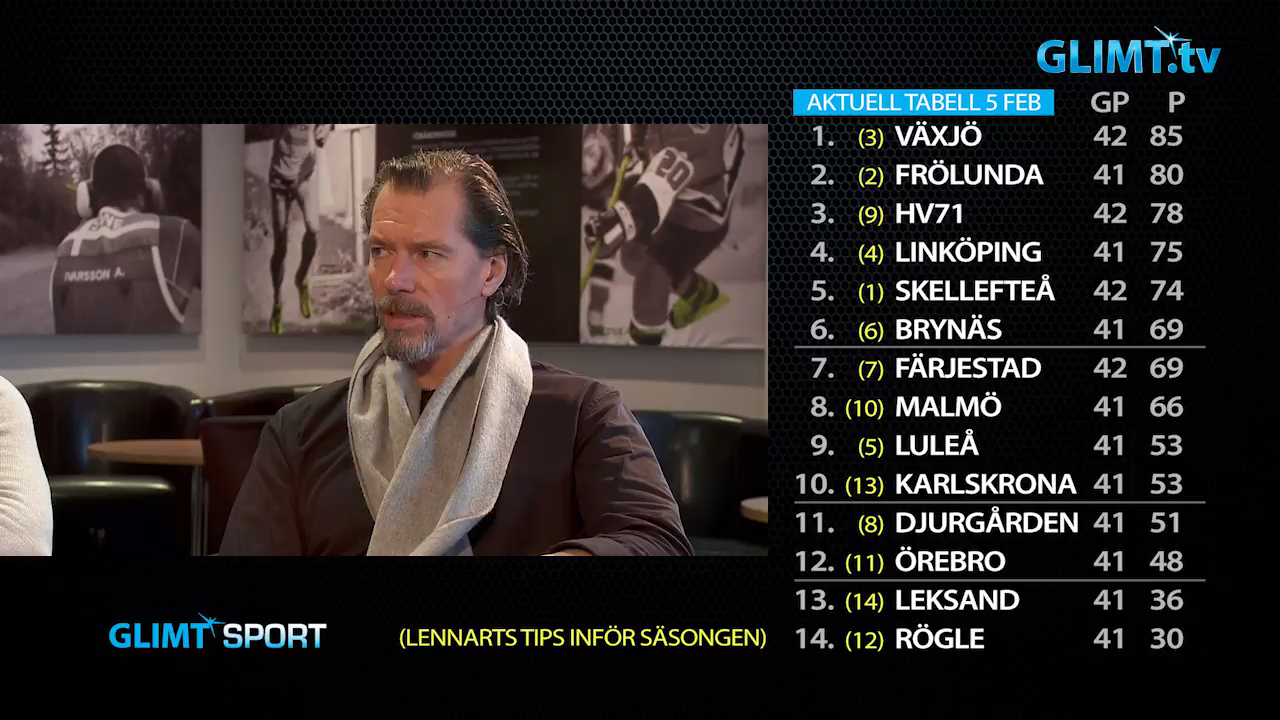 GLIMT.tv
AKTUELL TABELL 5 FEB GP P
1. (3) VÄXJÖ 42 85
2. (2) FRÖLUNDA 41 80
3. (9) HV71 42 78
4. (4) LINKÖPING 41 75
5. (1) SKELLEFTEÅ 42 74
6. (6) BRYNÄS 41 69
7. (7) FÄRJESTAD 42 69
8. (10) MALMÖ 41 66
9. (5) LULEÅ 41 53
10. (13) KARLSKRONA 41 53
11. (8) DJURGÅRDEN 41 51
12. (11) ÖREBRO 41 48
13. (14) LEKSAND 41 36
14. (12) RÖGLE 41 30
IVARSSON A.
20
GLIMT SPORT
(LENNARTS TIPS INFÖR SÄSONGEN)